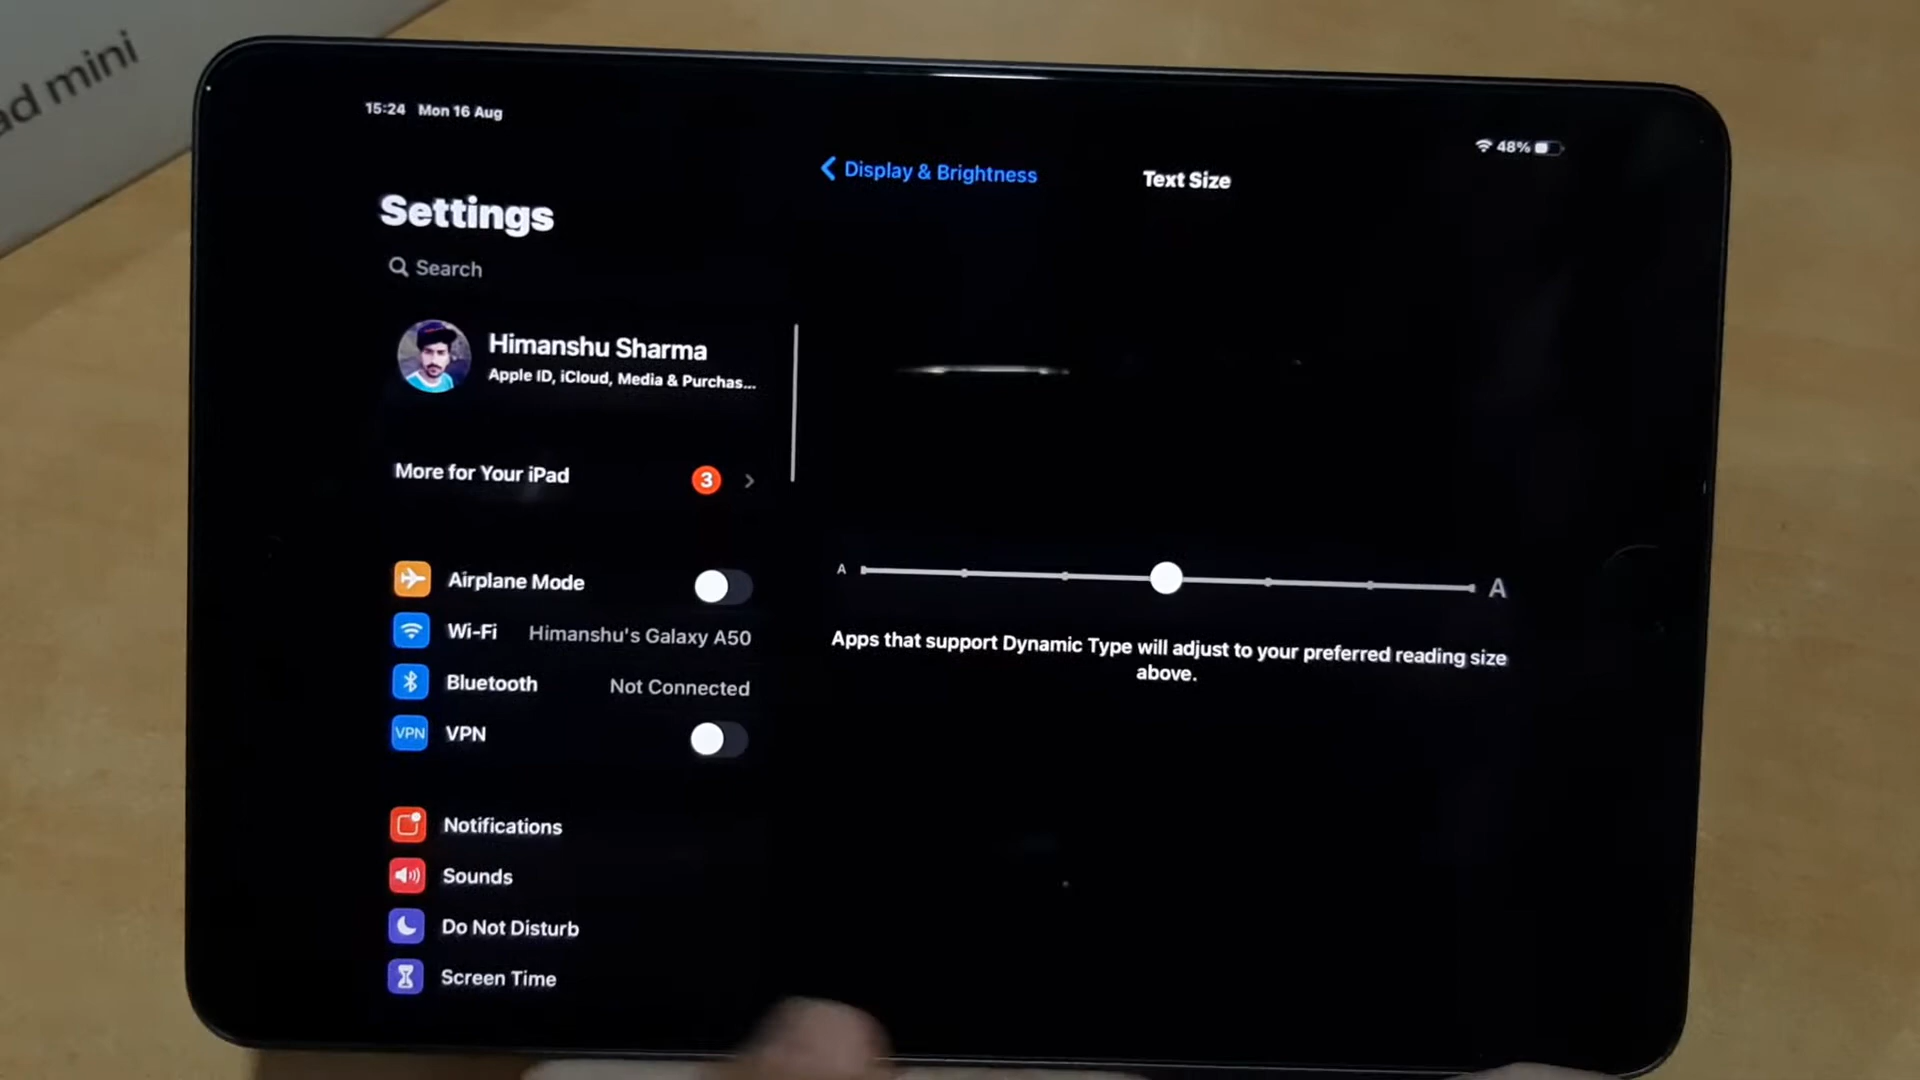 ad mini
15:24 Mon 16 Aug
48%
Display & Brightness
Text Size
Settings
Search
Himanshu Sharma
Apple ID, iCloud, Media & Purchas...
More for Your iPad
3
Airplane Mode
Wi-Fi Himanshu's Galaxy A50
Bluetooth Not Connected
VPN VPN
Notifications
Sounds
Do Not Disturb
Screen Time
A A
Apps that support Dynamic Type will adjust to your preferred reading size
above.